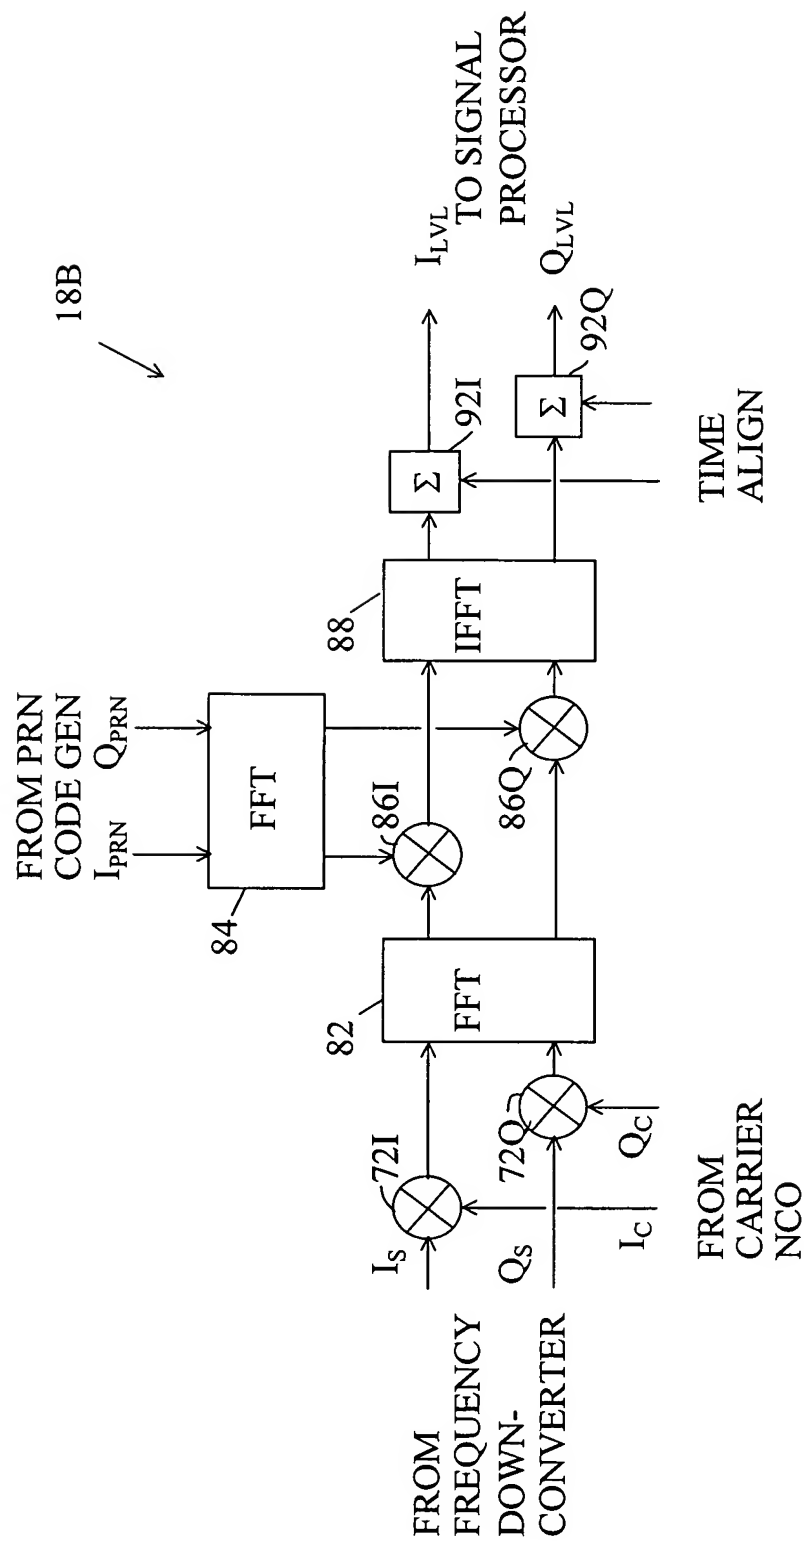 18B
FROM PRN
CODE GEN
I_PRN Q_PRN
84
FFT
86I
86Q
88
IFFT
82
FFT
72I
72Q
I_S
Q_S
I_C
Q_C
FROM
FREQUENCY
DOWN-
CONVERTER
FROM
CARRIER
NCO
Σ
92I
Σ
92Q
TIME
ALIGN
I_LVL
TO SIGNAL
PROCESSOR
Q_LVL